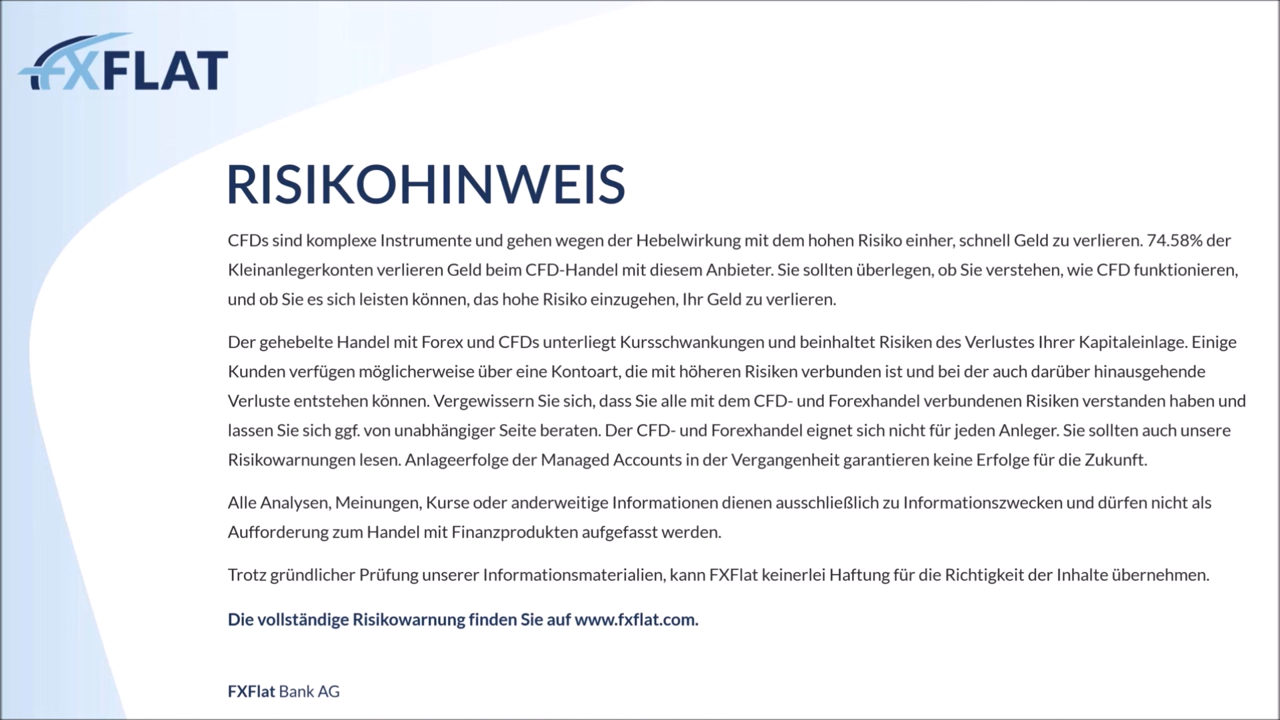 FXFLAT
RISIKOHINWEIS
CFDs sind komplexe Instrumente und gehen wegen der Hebelwirkung mit dem hohen Risiko einher, schnell Geld zu verlieren. 74.58% der
Kleinanlegerkonten verlieren Geld beim CFD-Handel mit diesem Anbieter. Sie sollten überlegen, ob Sie verstehen, wie CFD funktionieren,
und ob Sie es sich leisten können, das hohe Risiko einzugehen, Ihr Geld zu verlieren.
Der gehebelte Handel mit Forex und CFDs unterliegt Kursschwankungen und beinhaltet Risiken des Verlustes Ihrer Kapitaleinlage. Einige
Kunden verfügen möglicherweise über eine Kontoart, die mit höheren Risiken verbunden ist und bei der auch darüber hinausgehende
Verluste entstehen können. Vergewissern Sie sich, dass Sie alle mit dem CFD- und Forexhandel verbundenen Risiken verstanden haben und
lassen Sie sich ggf. von unabhängiger Seite beraten. Der CFD- und Forexhandel eignet sich nicht für jeden Anleger. Sie sollten auch unsere
Risikowarnungen lesen. Anlageerfolge der Managed Accounts in der Vergangenheit garantieren keine Erfolge für die Zukunft.
Alle Analysen, Meinungen, Kurse oder anderweitige Informationen dienen ausschließlich zu Informationszwecken und dürfen nicht als
Aufforderung zum Handel mit Finanzprodukten aufgefasst werden.
Trotz gründlicher Prüfung unserer Informationsmaterialien, kann FXFlat keinerlei Haftung für die Richtigkeit der Inhalte übernehmen.
Die vollständige Risikowarnung finden Sie auf www.fxflat.com.
FXFlat Bank AG